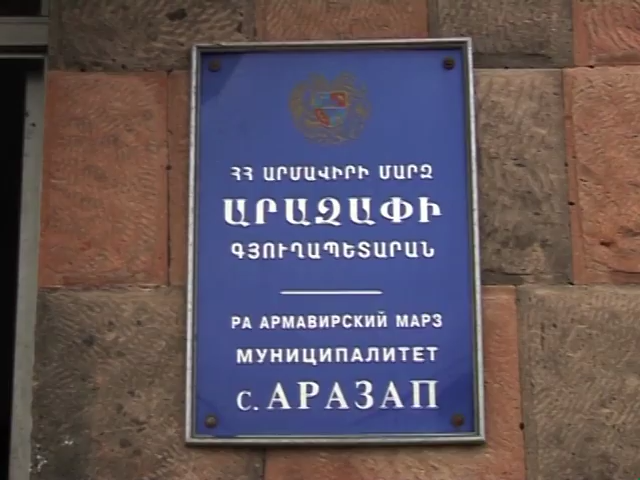 ՀՀ ԱՐՄԱՎԻՐԻ ՄԱՐԶ
ԱՐԱԶԱՓԻ
ԳՅՈՒՂԱՊԵՏԱՐԱՆ
РА АРМАВИРСКИЙ МАРЗ
МУНИЦИПАЛИТЕТ
с. АРАЗАП